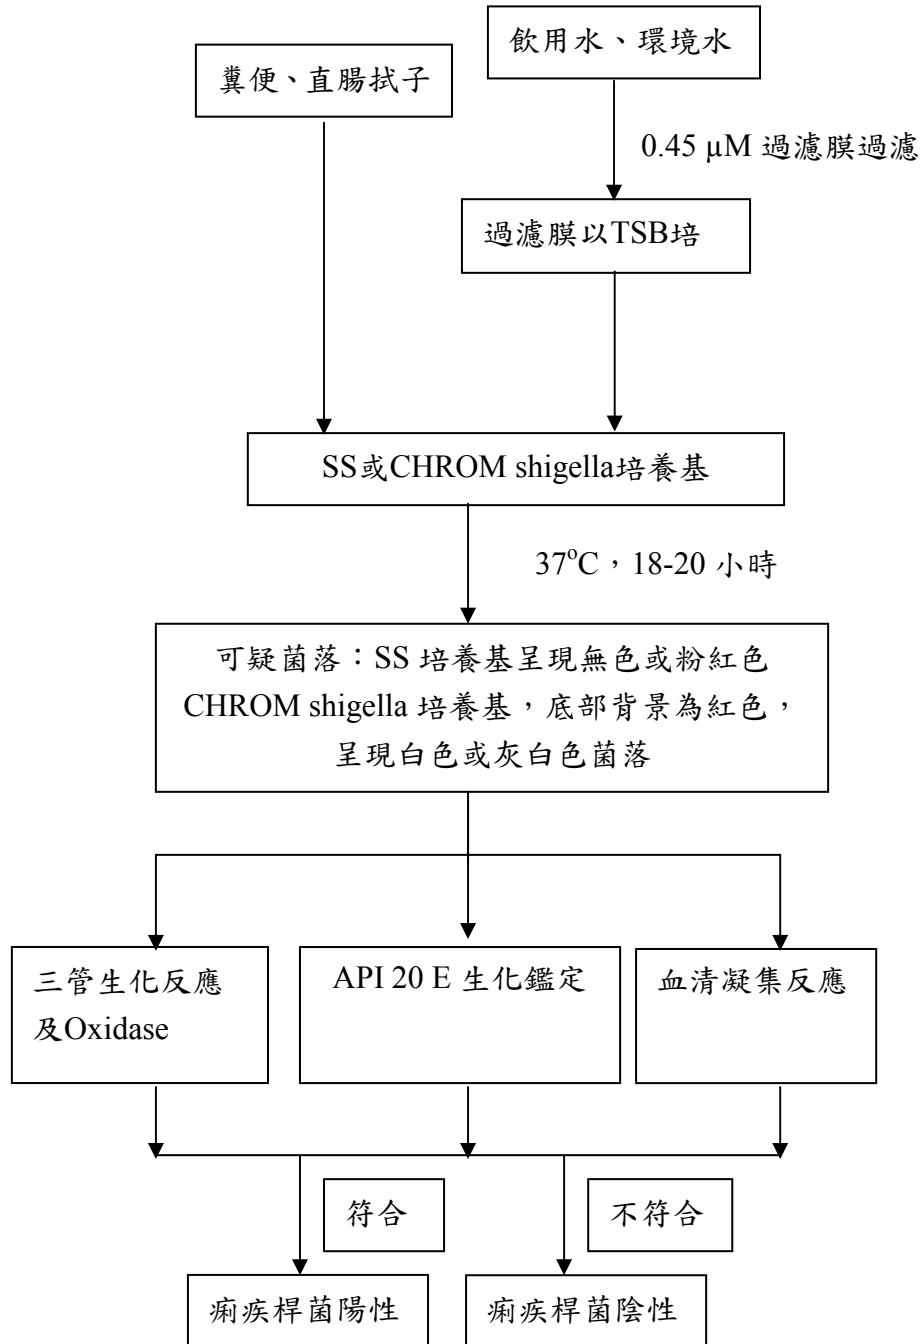 飲用水、環境水
糞便、直腸拭子
0.45 µM 過濾膜過濾
過濾膜以TSB培
SS或CHROM shigella培養基
37°C，18-20 小時
可疑菌落：SS 培養基呈現無色或粉紅色
CHROM shigella 培養基，底部背景為紅色，
呈現白色或灰白色菌落
三管生化反應
及Oxidase
API 20 E 生化鑑定
血清凝集反應
符合
不符合
痢疾桿菌陽性
痢疾桿菌陰性